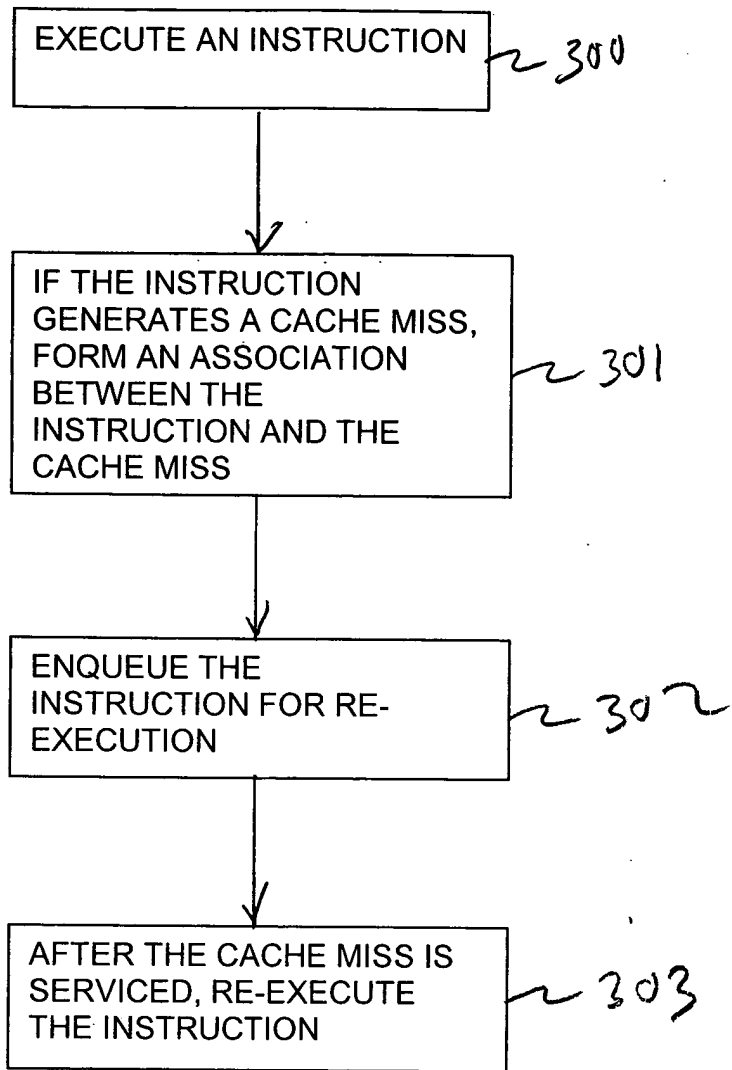 EXECUTE AN INSTRUCTION
300
IF THE INSTRUCTION
GENERATES A CACHE MISS,
FORM AN ASSOCIATION
BETWEEN THE
INSTRUCTION AND THE
CACHE MISS
301
ENQUEUE THE
INSTRUCTION FOR RE-
EXECUTION
302
AFTER THE CACHE MISS IS
SERVICED, RE-EXECUTE
THE INSTRUCTION
303